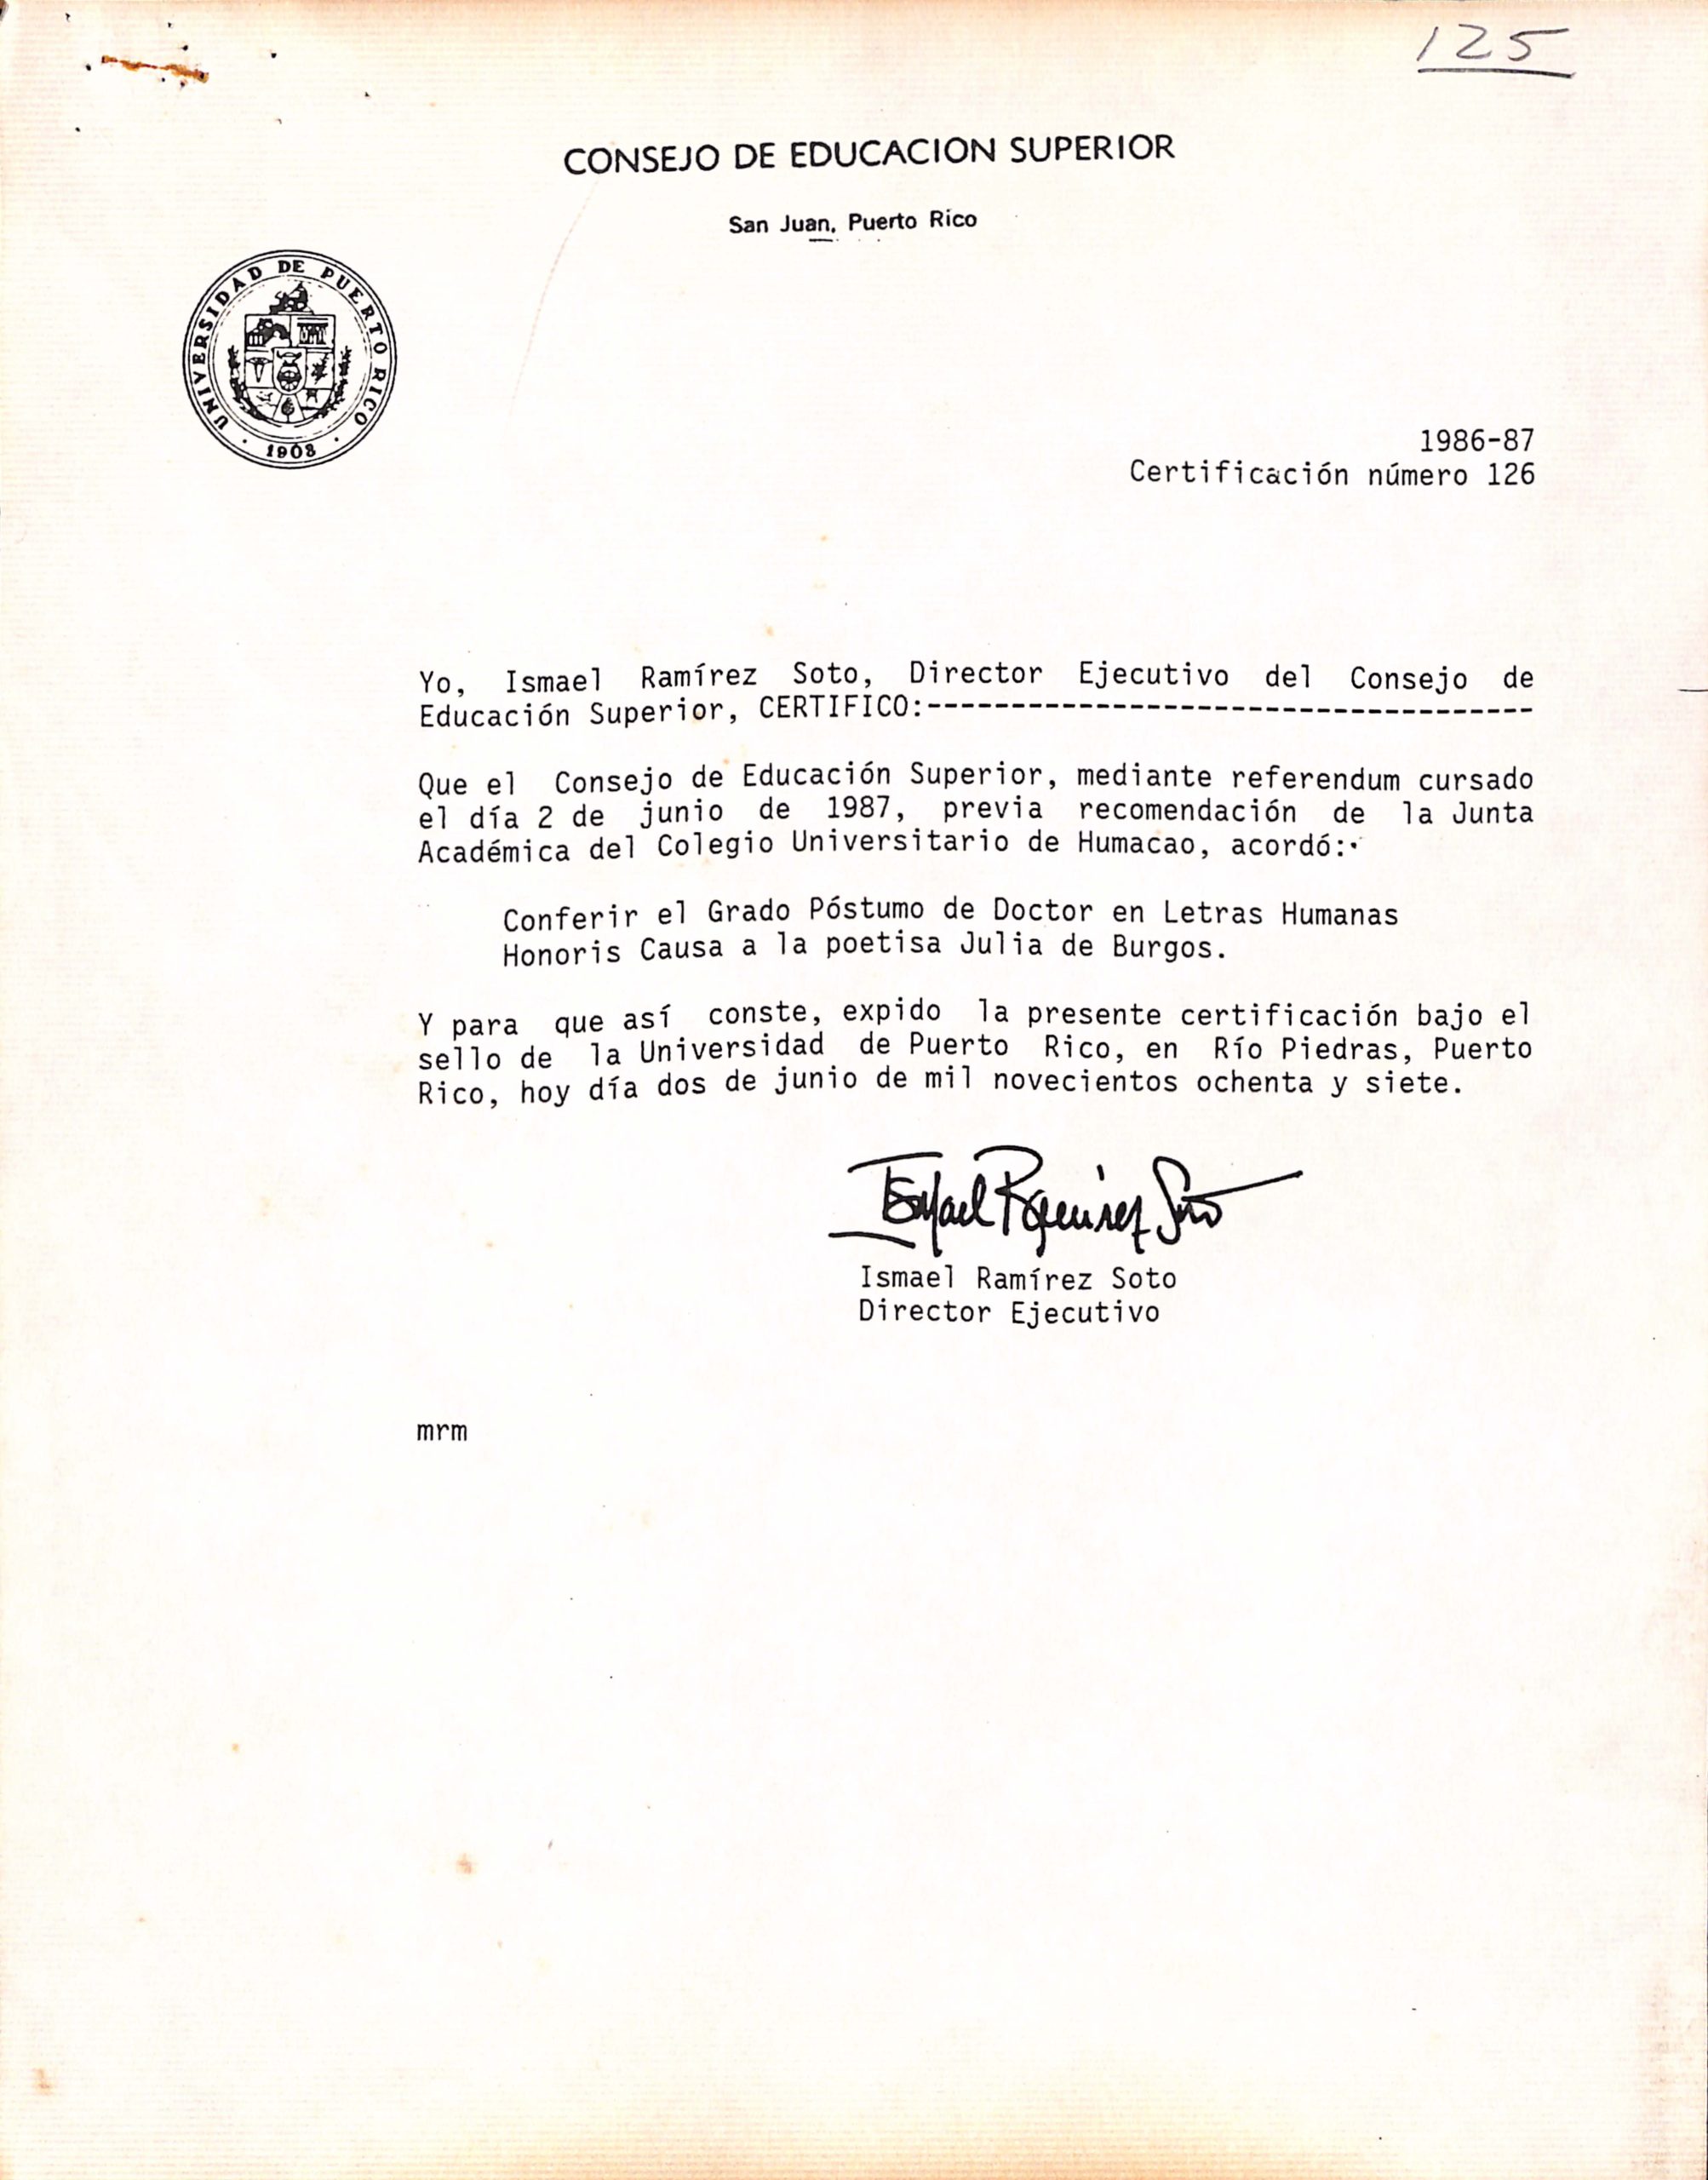 125
CONSEJO DE EDUCACION SUPERIOR
San Juan, Puerto Rico
UNIVERSIDAD DE PUERTO RICO
· 1903 ·
1986-87
Certificación número 126
Yo, Ismael Ramírez Soto, Director Ejecutivo del Consejo de
Educación Superior, CERTIFICO:------------------------------------
Que el Consejo de Educación Superior, mediante referendum cursado
el día 2 de junio de 1987, previa recomendación de la Junta
Académica del Colegio Universitario de Humacao, acordó:
Conferir el Grado Póstumo de Doctor en Letras Humanas
Honoris Causa a la poetisa Julia de Burgos.
Y para que así conste, expido la presente certificación bajo el
sello de la Universidad de Puerto Rico, en Río Piedras, Puerto
Rico, hoy día dos de junio de mil novecientos ochenta y siete.
Ismael Ramírez Soto
Ismael Ramírez Soto
Director Ejecutivo
mrm